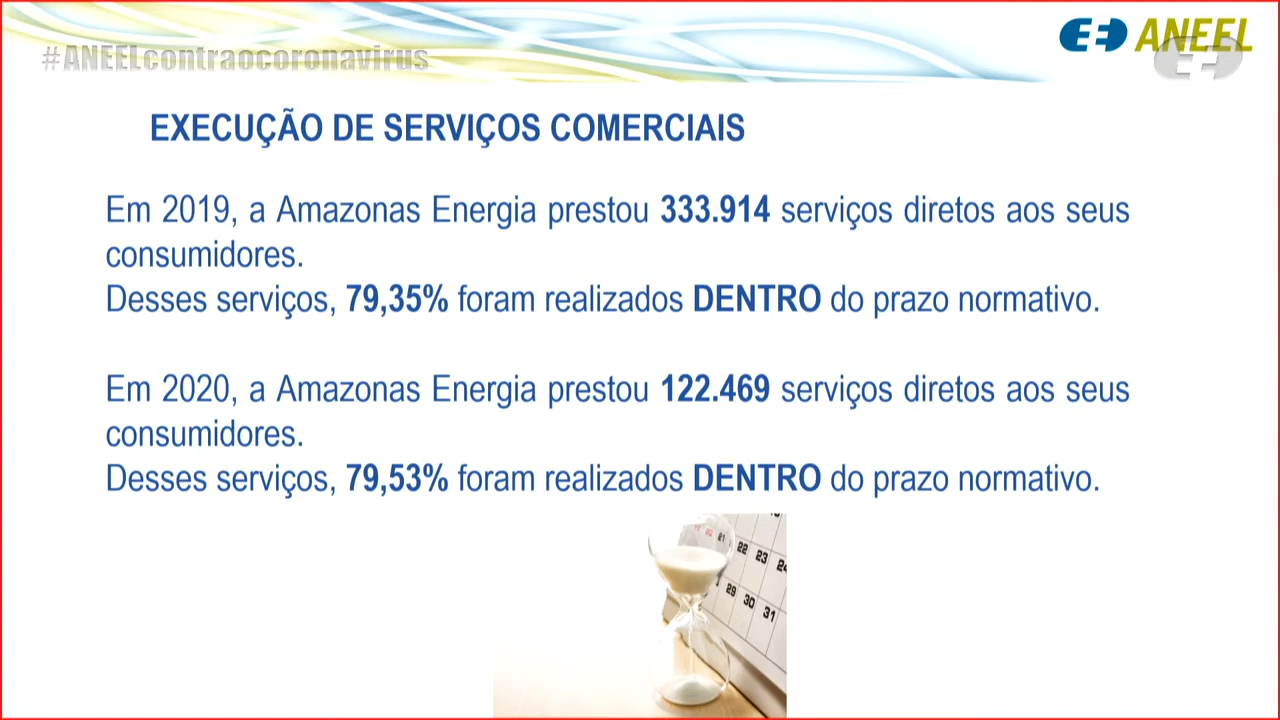 #ANEELcontraocoronavirus
ANEEL
EXECUÇÃO DE SERVIÇOS COMERCIAIS
Em 2019, a Amazonas Energia prestou 333.914 serviços diretos aos seus
consumidores.
Desses serviços, 79,35% foram realizados DENTRO do prazo normativo.
Em 2020, a Amazonas Energia prestou 122.469 serviços diretos aos seus
consumidores.
Desses serviços, 79,53% foram realizados DENTRO do prazo normativo.
21
22 23 24
29 30 31